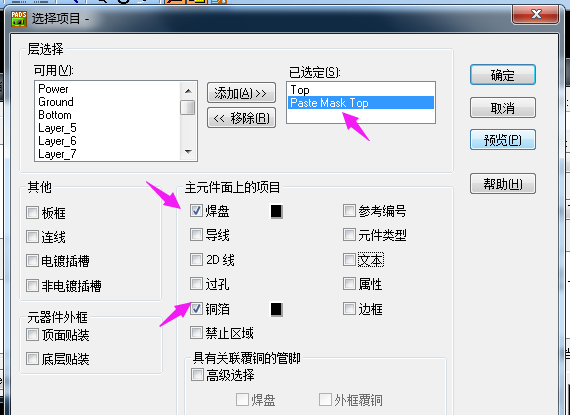 PADS 选择项目 -
层选择
可用(V):
Power
Ground
Bottom
Layer_5
Layer_6
Layer_7
添加(A) >>
<< 移除(R)
已选定(S):
Top
Paste Mask Top
确定
取消
预览(P)
帮助(H)
其他
板框
连线
电镀插槽
非电镀插槽
元器件外框
顶面贴装
底层贴装
主元件面上的项目
焊盘
导线
2D 线
过孔
铜箔
禁止区域
参考编号
元件类型
文本
属性
边框
具有关联覆铜的管脚
高级选择
焊盘
外框覆铜